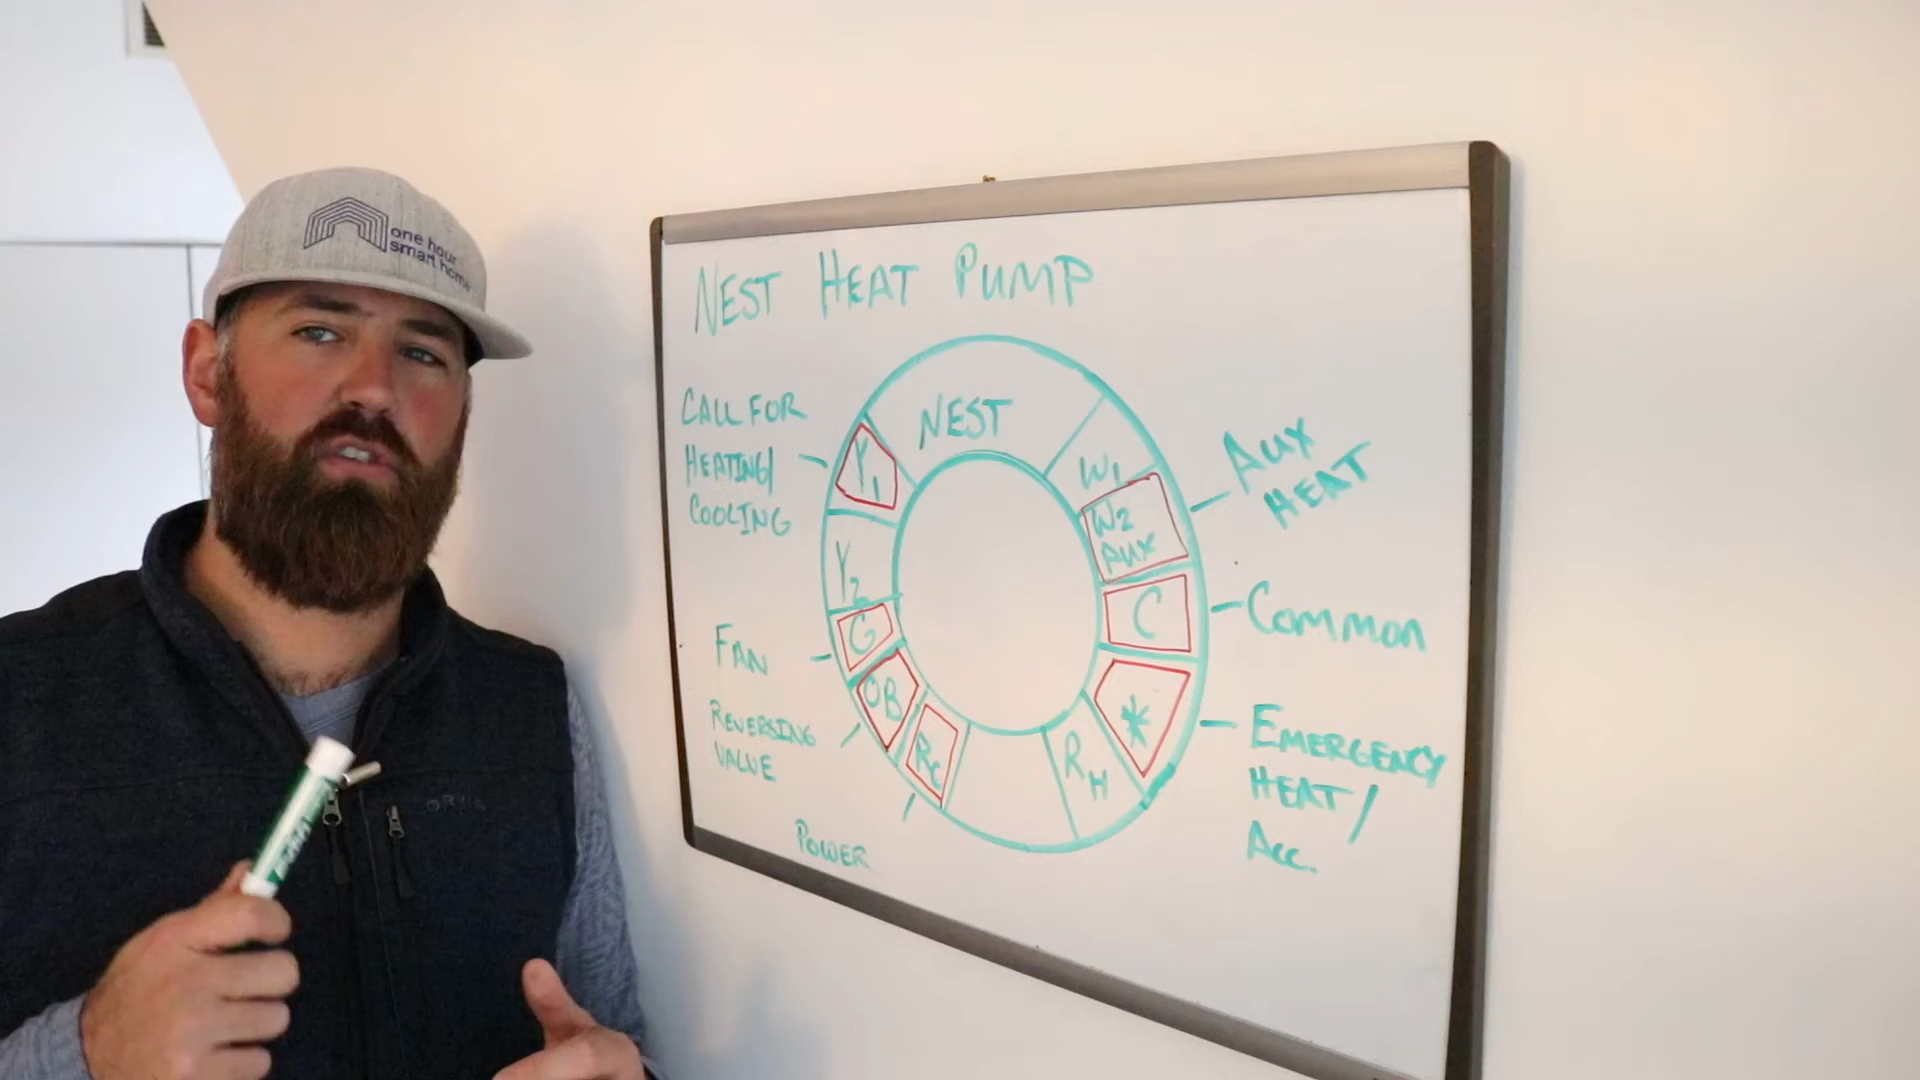 one hour
smart home
NEST HEAT PUMP
CALL FOR
HEATING/
COOLING
NEST
Y1
W1
W2
AUX
AUX
HEAT
Y2
C
COMMON
G
FAN
OB
REVERSING
VALVE
*
EMERGENCY
HEAT/
ACC.
RC
RH
POWER